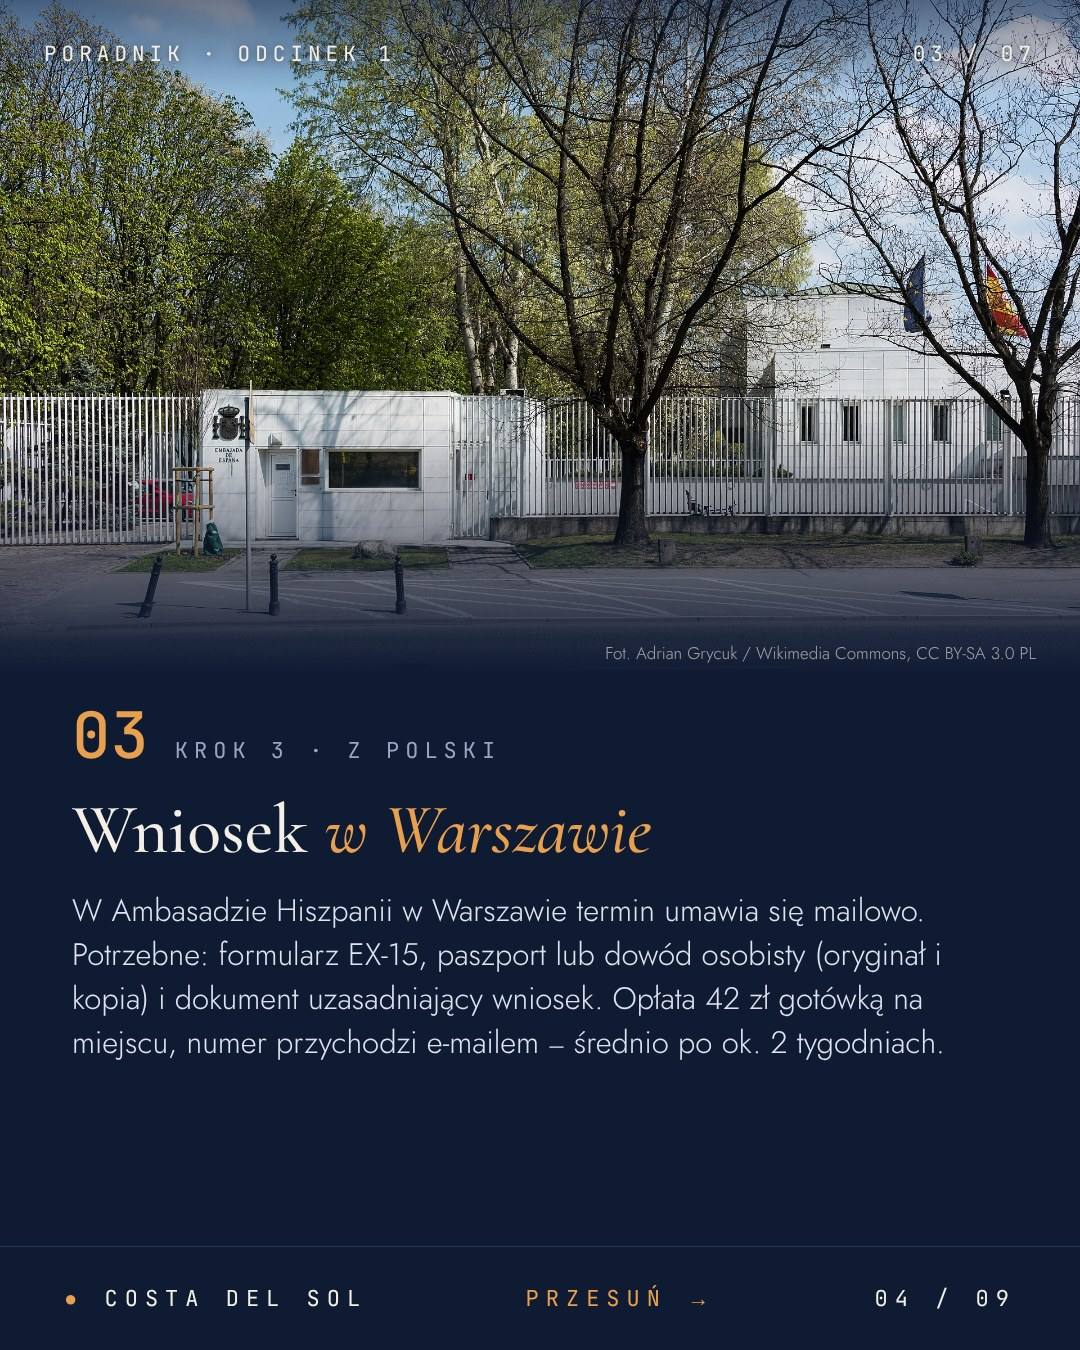 PORADNIK · ODCINEK 1
03 / 07
EMBAJADA
DE
ESPAÑA
Fot. Adrian Grycuk / Wikimedia Commons, CC BY-SA 3.0 PL
03 KROK 3 · Z POLSKI
Wniosek w Warszawie
W Ambasadzie Hiszpanii w Warszawie termin umawia się mailowo.
Potrzebne: formularz EX-15, paszport lub dowód osobisty (oryginał i
kopia) i dokument uzasadniający wniosek. Opłata 42 zł gotówką na
miejscu, numer przychodzi e-mailem – średnio po ok. 2 tygodniach.
• COSTA DEL SOL
PRZESUŃ →
04 / 09